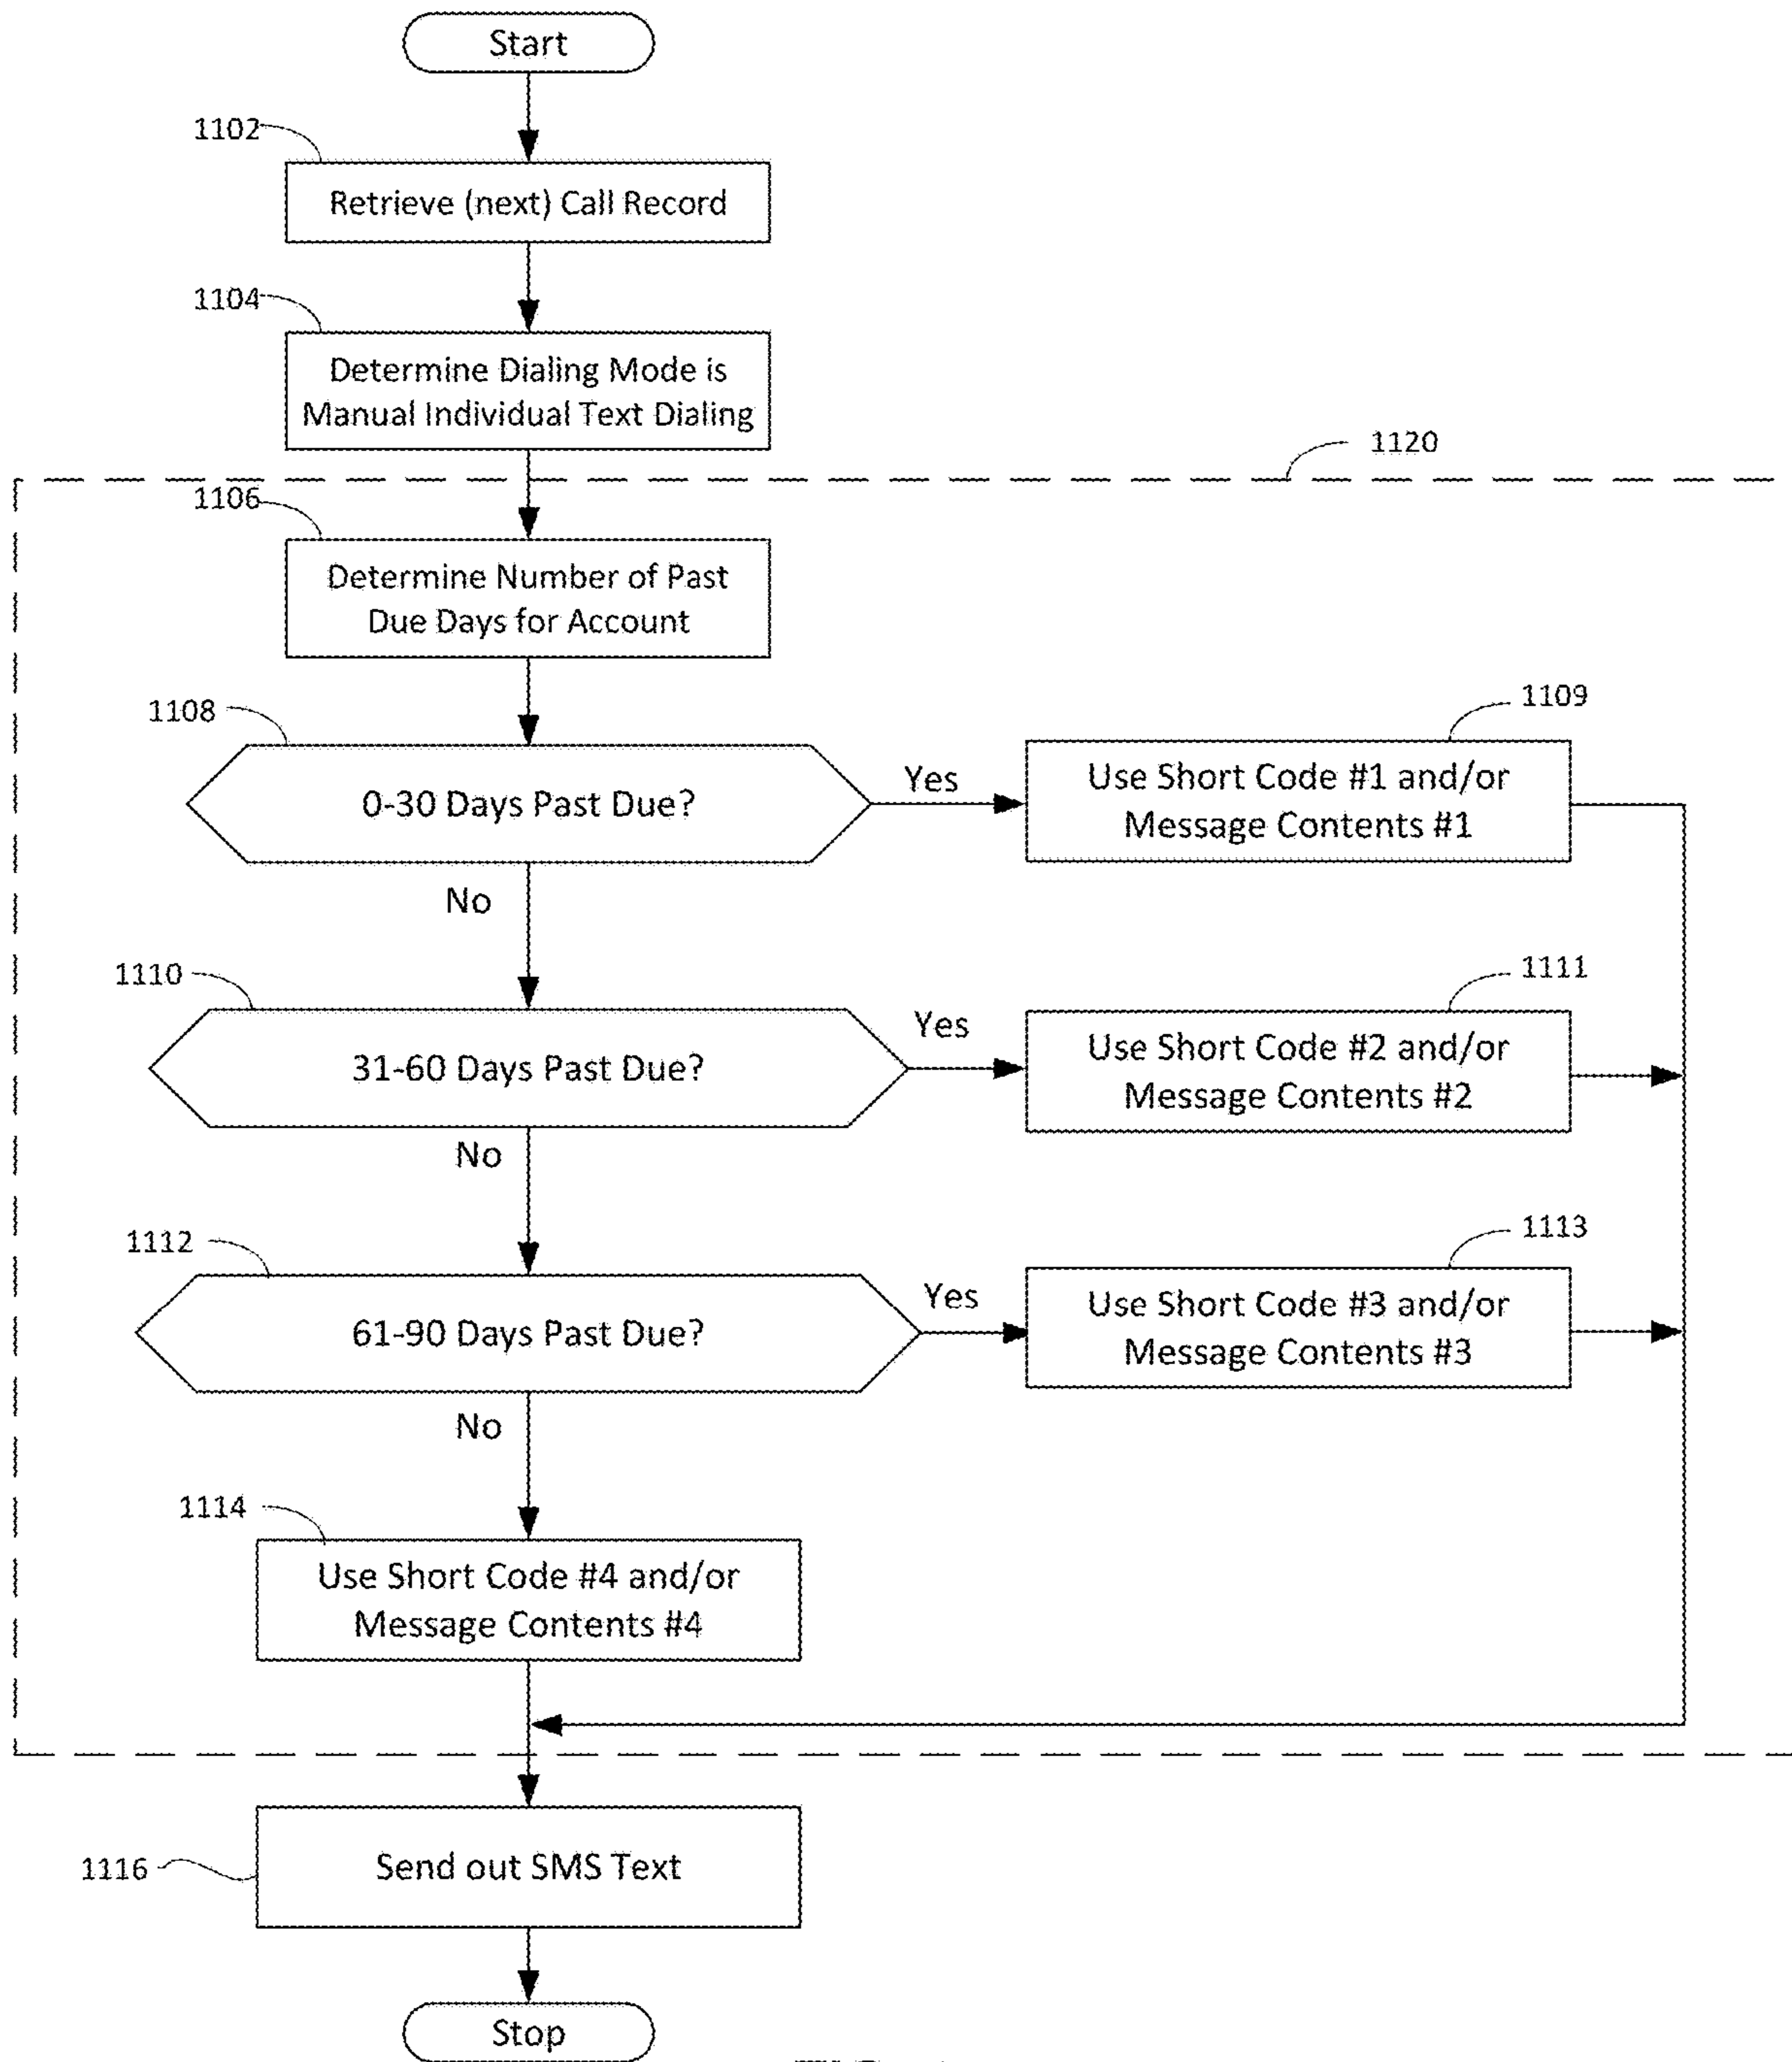 Start
1102
Retrieve (next) Call Record
1104
Determine Dialing Mode is
Manual Individual Text Dialing
1120
1106
Determine Number of Past
Due Days for Account
1108
0-30 Days Past Due?
Yes
1109
Use Short Code #1 and/or
Message Contents #1
No
1110
31-60 Days Past Due?
Yes
1111
Use Short Code #2 and/or
Message Contents #2
No
1112
61-90 Days Past Due?
Yes
1113
Use Short Code #3 and/or
Message Contents #3
No
1114
Use Short Code #4 and/or
Message Contents #4
1116
Send out SMS Text
Stop